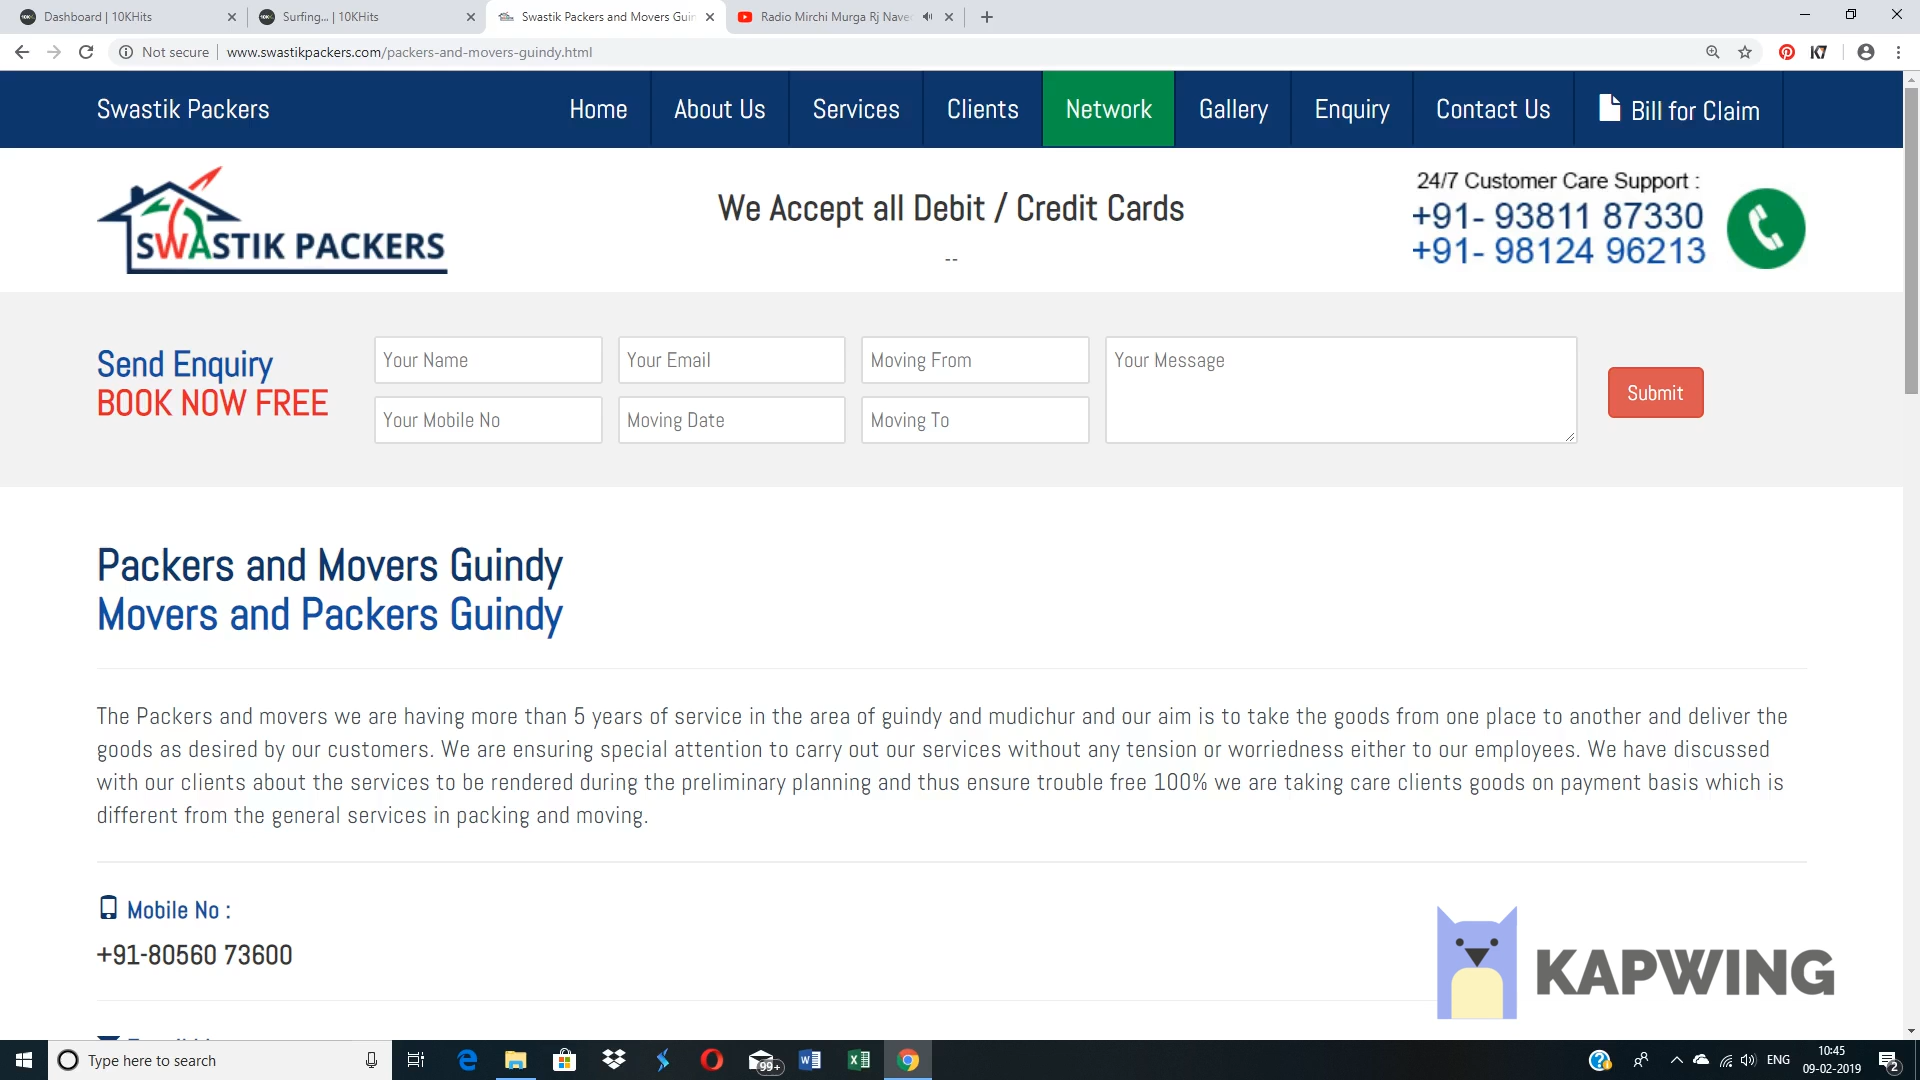 Dashboard | 10KHits
Surfing... | 10KHits
Swastik Packers and Movers Guin
Radio Mirchi Murga Rj Nave
Not secure
www.swastikpackers.com/packers-and-movers-guindy.html
Swastik Packers
Home
About Us
Services
Clients
Network
Gallery
Enquiry
Contact Us
Bill for Claim
SWASTIK PACKERS
We Accept all Debit / Credit Cards
--
24/7 Customer Care Support :
+91- 93811 87330
+91- 98124 96213
Send Enquiry
BOOK NOW FREE
Your Name
Your Email
Moving From
Your Message
Your Mobile No
Moving Date
Moving To
Submit
Packers and Movers Guindy
Movers and Packers Guindy
The Packers and movers we are having more than 5 years of service in the area of guindy and mudichur and our aim is to take the goods from one place to another and deliver the
goods as desired by our customers. We are ensuring special attention to carry out our services without any tension or worriedness either to our employees. We have discussed
with our clients about the services to be rendered during the preliminary planning and thus ensure trouble free 100% we are taking care clients goods on payment basis which is
different from the general services in packing and moving.
Mobile No :
+91-80560 73600
KAPWING
Type here to search
99+
ENG
10:45
09-02-2019
2